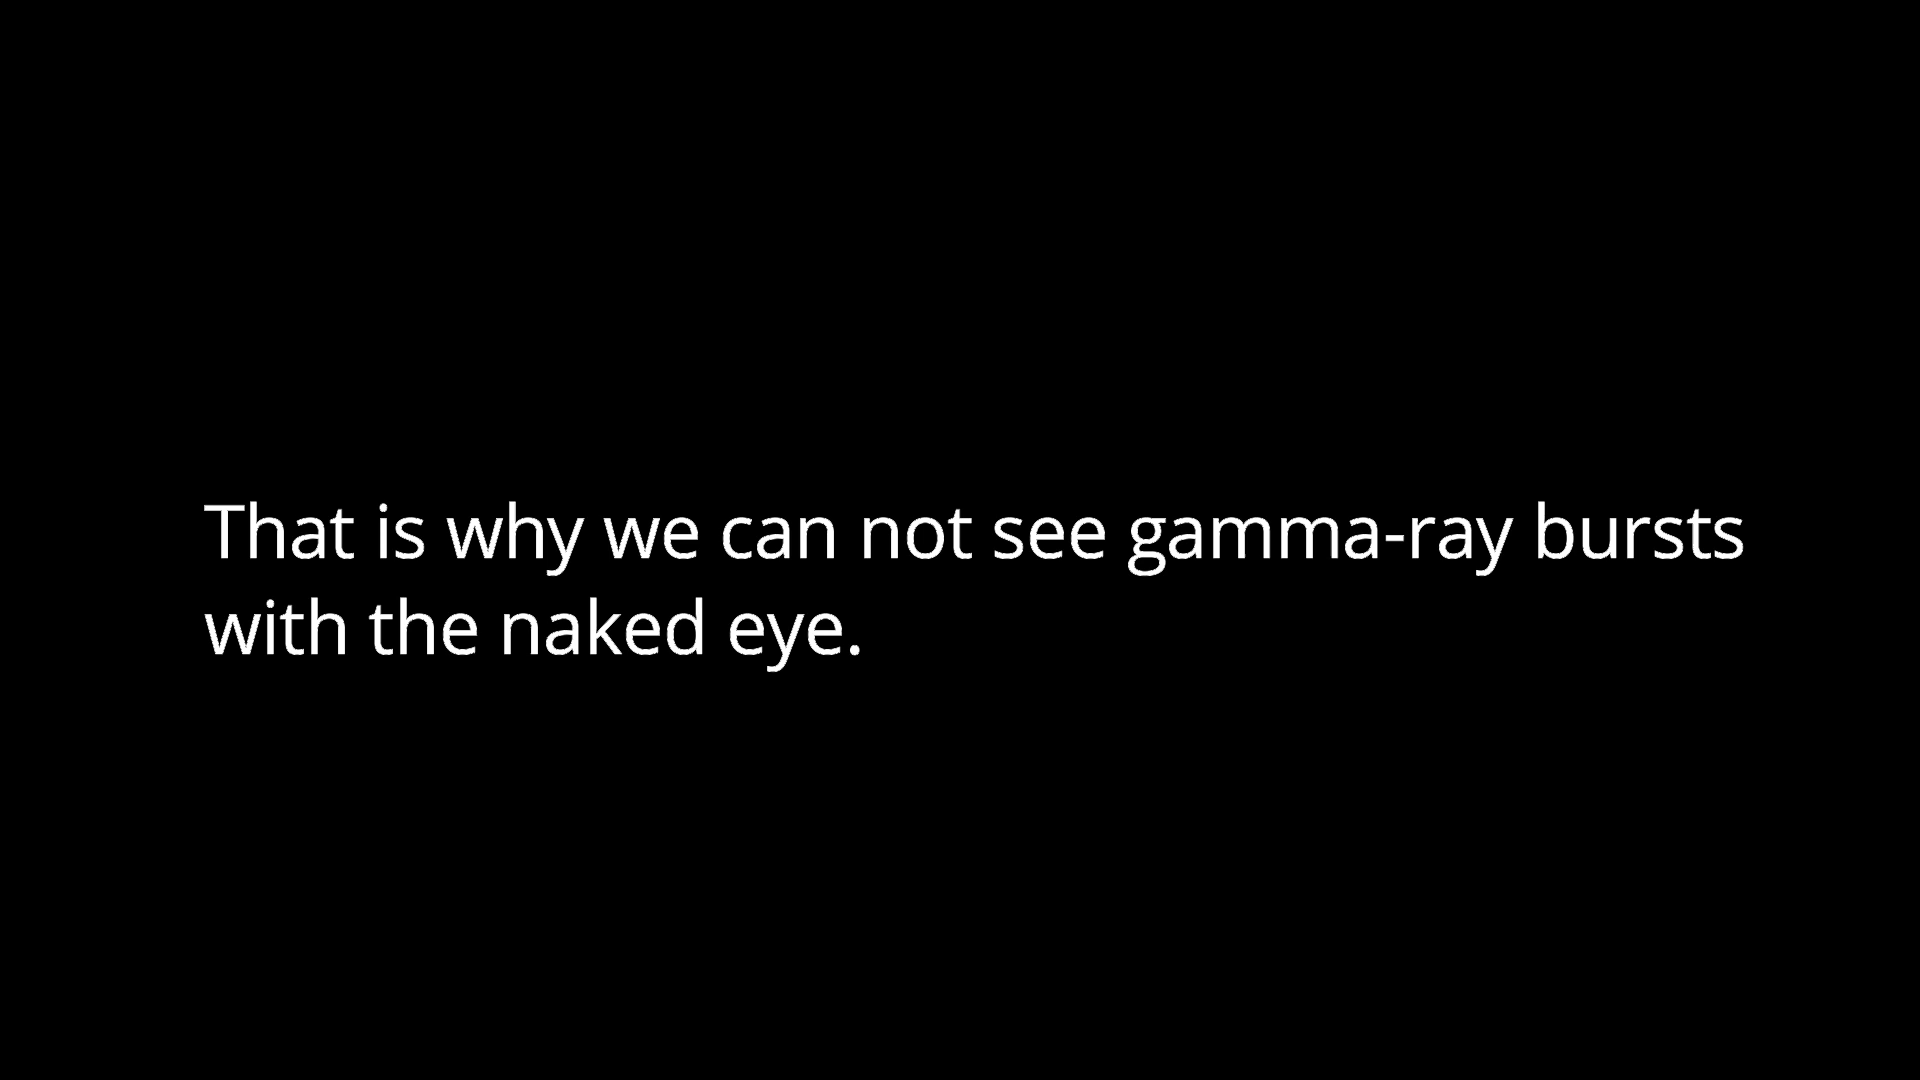 That is why we can not see gamma-ray bursts
with the naked eye.